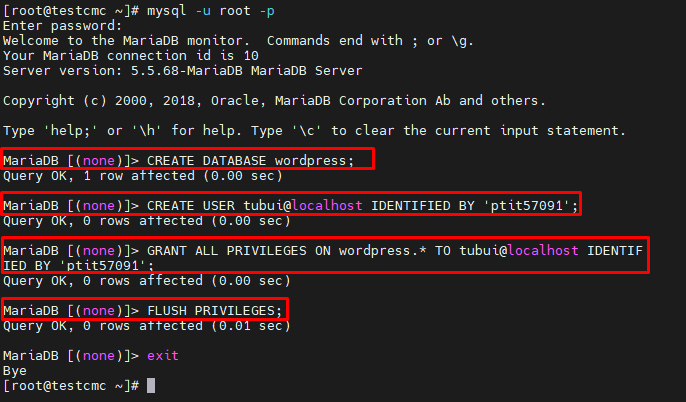 [root@testcmc ~]# mysql -u root -p
Enter password:
Welcome to the MariaDB monitor.  Commands end with ; or \g.
Your MariaDB connection id is 10
Server version: 5.5.68-MariaDB MariaDB Server
Copyright (c) 2000, 2018, Oracle, MariaDB Corporation Ab and others.
Type 'help;' or '\h' for help. Type '\c' to clear the current input statement.
MariaDB [(none)]> CREATE DATABASE wordpress;
Query OK, 1 row affected (0.00 sec)
MariaDB [(none)]> CREATE USER tubui@localhost IDENTIFIED BY 'ptit57091';
Query OK, 0 rows affected (0.00 sec)
MariaDB [(none)]> GRANT ALL PRIVILEGES ON wordpress.* TO tubui@localhost IDENTIF
IED BY 'ptit57091';
Query OK, 0 rows affected (0.00 sec)
MariaDB [(none)]> FLUSH PRIVILEGES;
Query OK, 0 rows affected (0.01 sec)
MariaDB [(none)]> exit
Bye
[root@testcmc ~]#